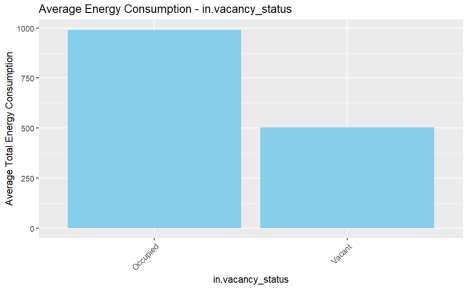 Average Energy Consumption - in.vacancy_status
Average Total Energy Consumption
1000
750
500
250
0
Occupied
Vacant
in.vacancy_status